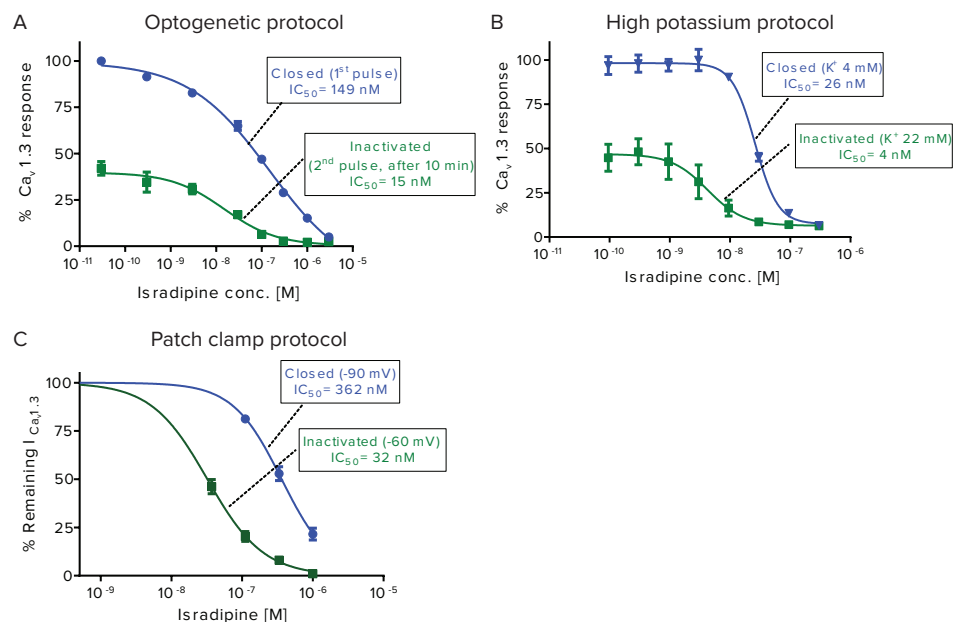 A
Optogenetic protocol
% Caᵥ 1.3 response
100
75
50
25
0
Closed (1ˢᵗ pulse)
IC₅₀= 149 nM
Inactivated
(2ⁿᵈ pulse, after 10 min)
IC₅₀= 15 nM
10⁻¹¹ 10⁻¹⁰ 10⁻⁹ 10⁻⁸ 10⁻⁷ 10⁻⁶ 10⁻⁵
Isradipine conc. [M]
B
High potassium protocol
% Caᵥ 1.3 response
100
75
50
25
0
Closed (K⁺ 4 mM)
IC₅₀= 26 nM
Inactivated (K⁺ 22 mM)
IC₅₀= 4 nM
10⁻¹¹ 10⁻¹⁰ 10⁻⁹ 10⁻⁸ 10⁻⁷ 10⁻⁶
Isradipine conc. [M]
C
Patch clamp protocol
% Remaining I Caᵥ1.3
100
75
50
25
0
Closed (-90 mV)
IC₅₀= 362 nM
Inactivated (-60 mV)
IC₅₀= 32 nM
10⁻⁹ 10⁻⁸ 10⁻⁷ 10⁻⁶ 10⁻⁵
Isradipine [M]